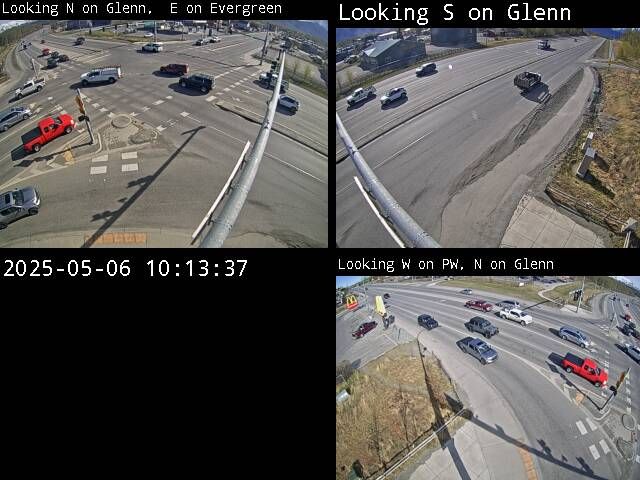 Looking N on Glenn,  E on Evergreen
Looking S on Glenn
2025-05-06 10:13:37
Looking W on PW, N on Glenn